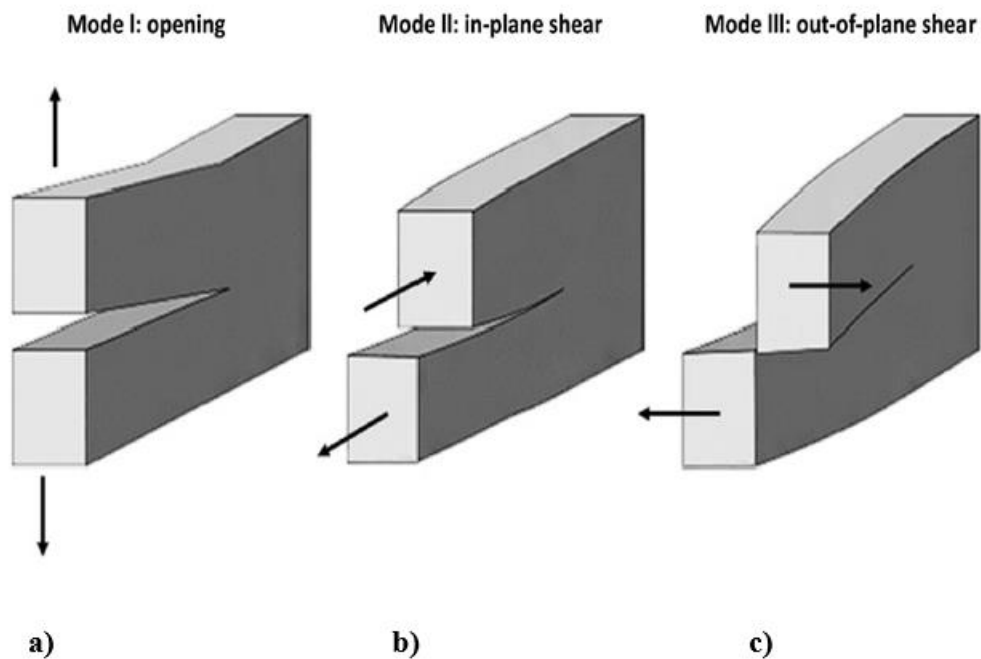 Mode I: opening
Mode II: in-plane shear
Mode III: out-of-plane shear
a)
b)
c)